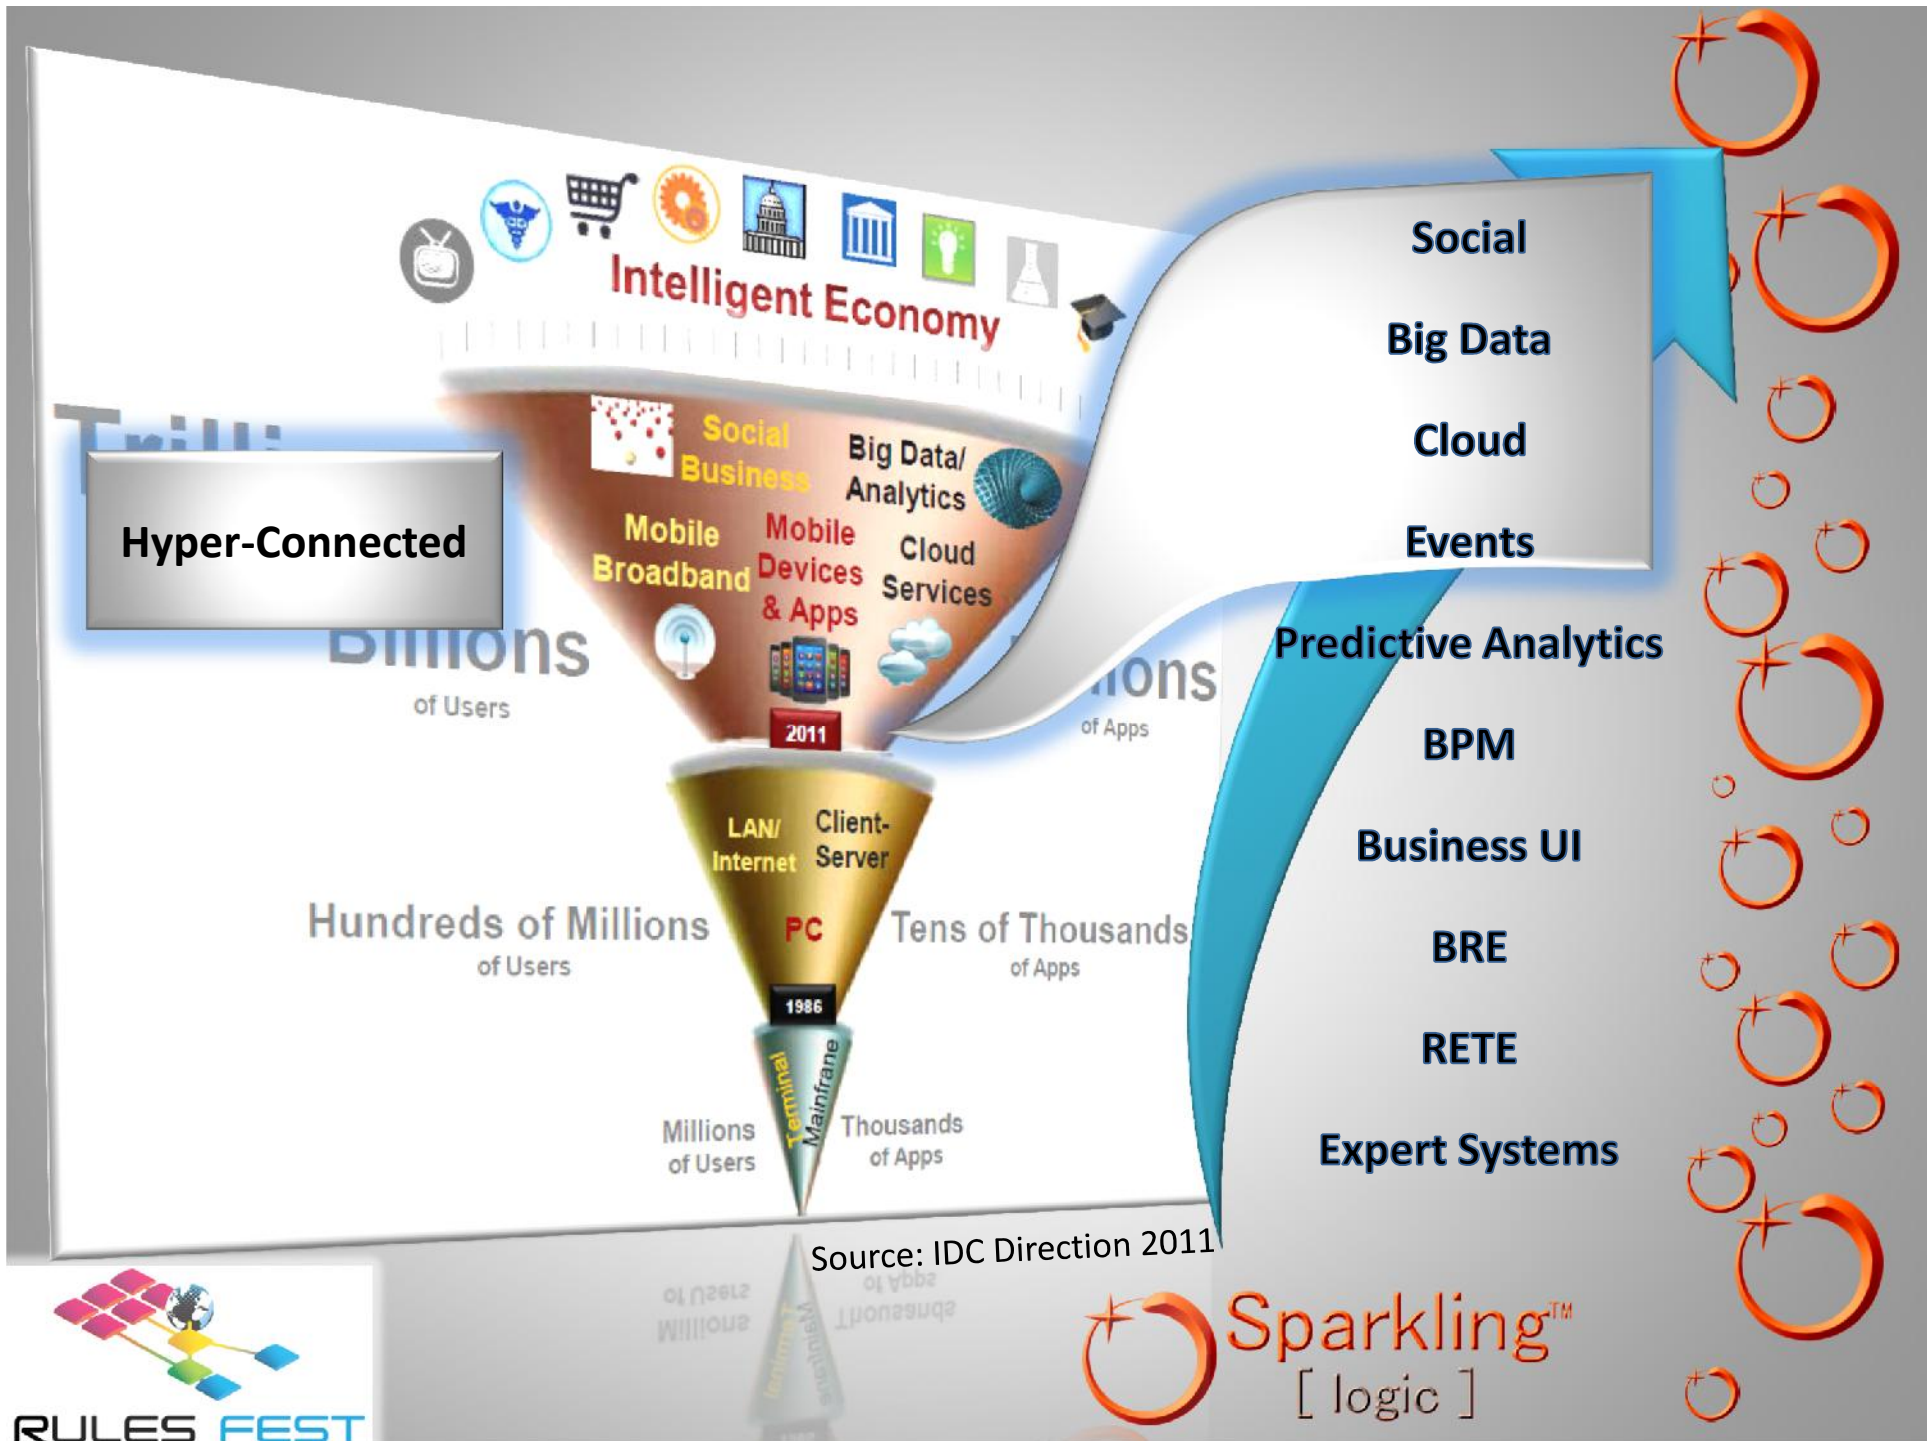 Intelligent Economy
Social
Business
Big Data/
Analytics
Mobile
Broadband
Mobile
Devices
& Apps
Cloud
Services
Hyper-Connected
Billions
of Users
of Apps
2011
LAN/
Internet
Client-
Server
PC
Hundreds of Millions
of Users
Tens of Thousands
of Apps
1986
Terminal
Mainframe
Millions
of Users
Thousands
of Apps
Source: IDC Direction 2011
Social
Big Data
Cloud
Events
Predictive Analytics
BPM
Business UI
BRE
RETE
Expert Systems
RULES FEST
Sparkling™
[ logic ]